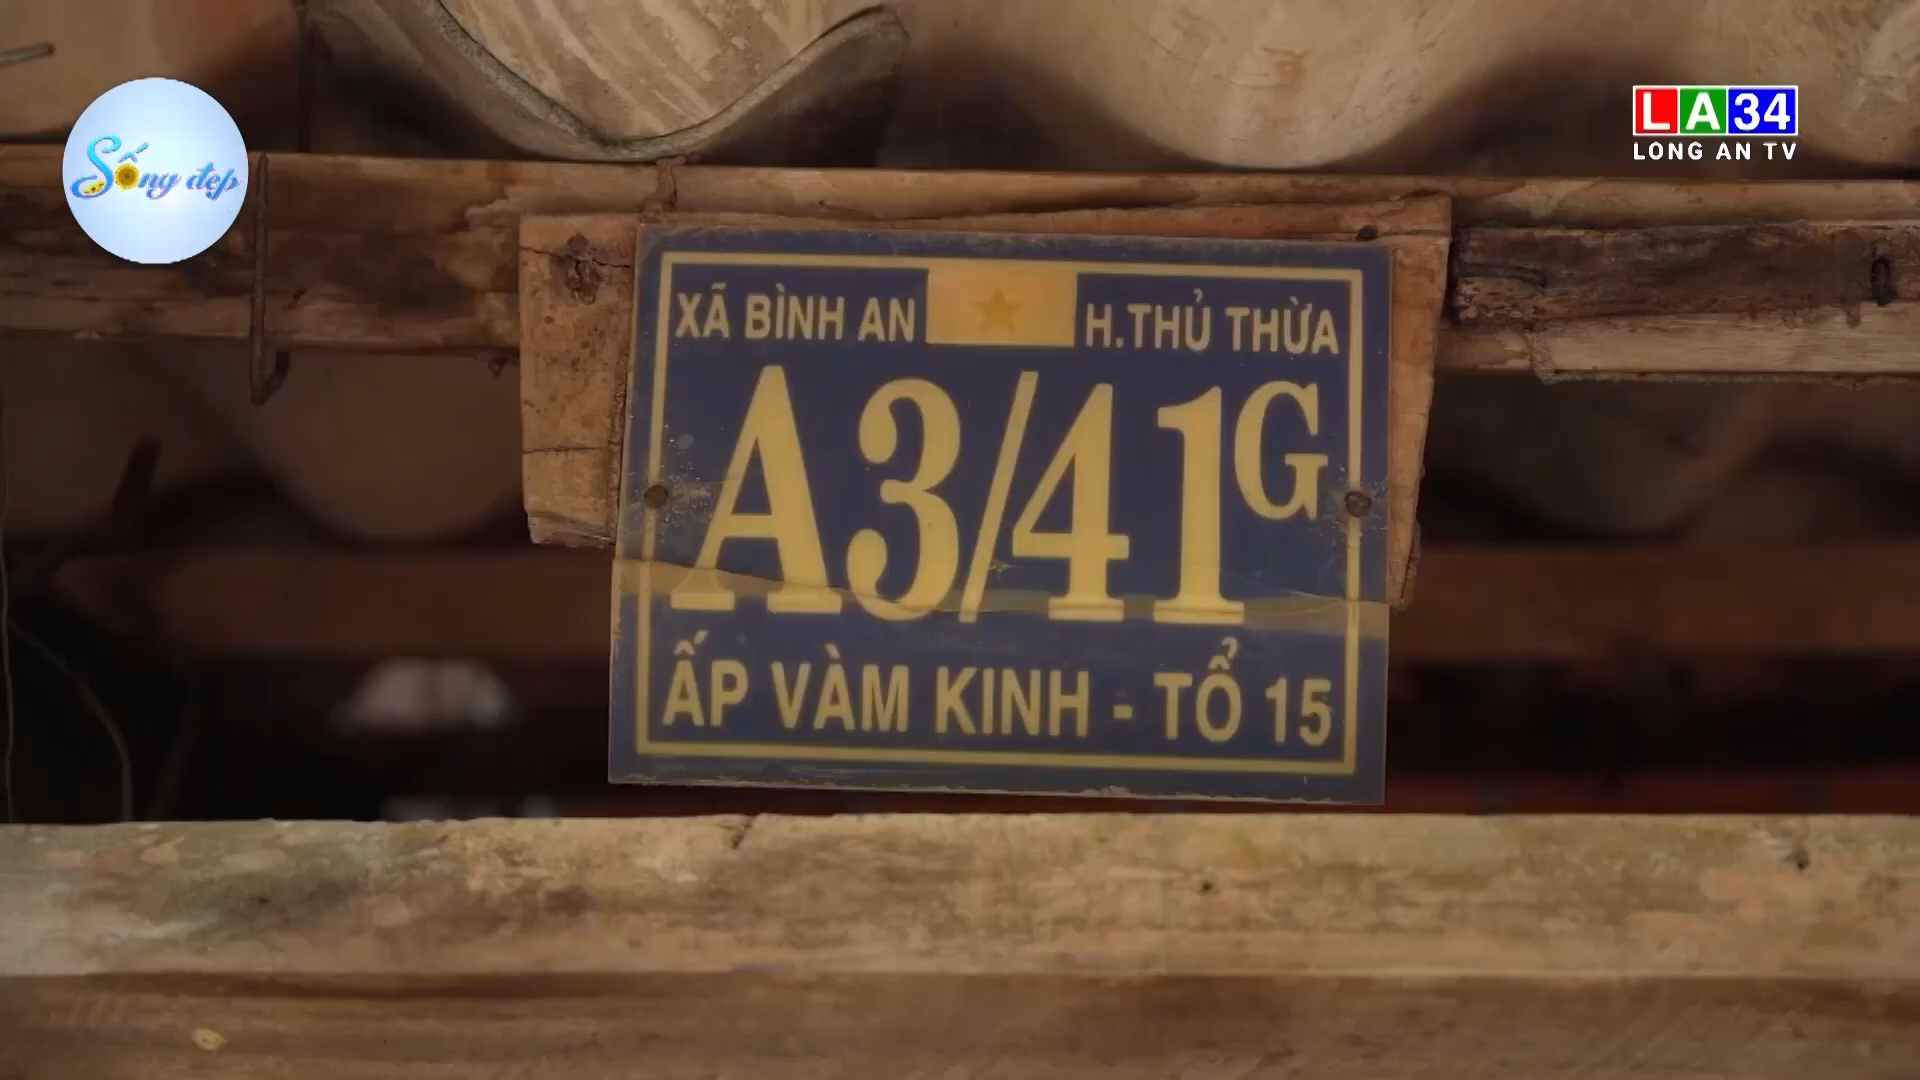 Sống đẹp
LA34
LONG AN TV
XÃ BÌNH AN H.THỦ THỪA
A3/41G
ẤP VÀM KINH - TỔ 15